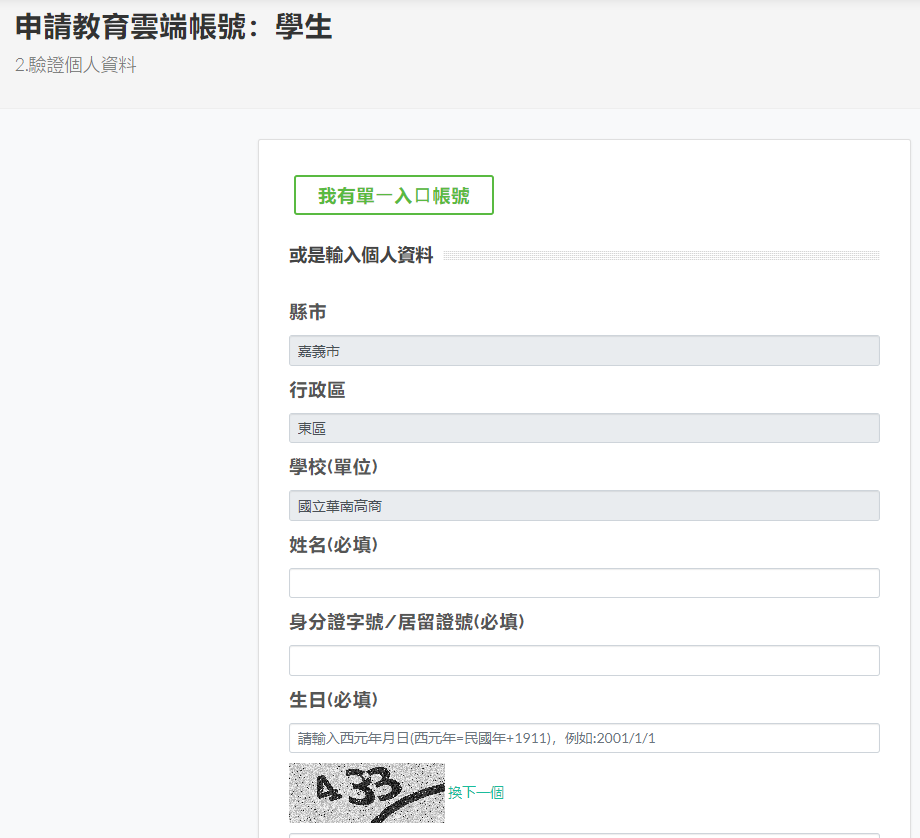 申請教育雲端帳號：學生
2.驗證個人資料
我有單一入口帳號
或是輸入個人資料
縣市
嘉義市
行政區
東區
學校(單位)
國立華南高商
姓名(必填)
身分證字號/居留證號(必填)
生日(必填)
請輸入西元年月日(西元年=民國年+1911)，例如:2001/1/1
433
換下一個